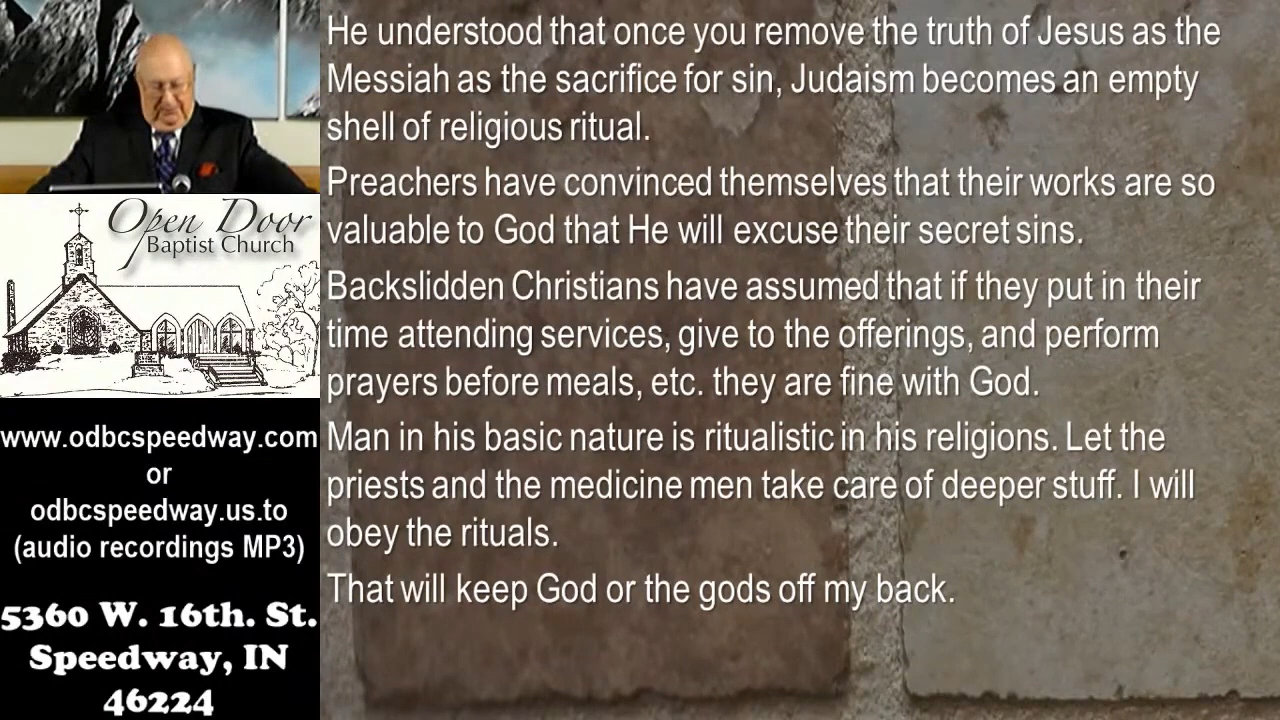 He understood that once you remove the truth of Jesus as the
Messiah as the sacrifice for sin, Judaism becomes an empty
shell of religious ritual.
Preachers have convinced themselves that their works are so
valuable to God that He will excuse their secret sins.
Backslidden Christians have assumed that if they put in their
time attending services, give to the offerings, and perform
prayers before meals, etc. they are fine with God.
Man in his basic nature is ritualistic in his religions. Let the
priests and the medicine men take care of deeper stuff. I will
obey the rituals.
That will keep God or the gods off my back.
Open Door
Baptist Church
www.odbcspeedway.com
or
odbcspeedway.us.to
(audio recordings MP3)
5360 W. 16th. St.
Speedway, IN
46224